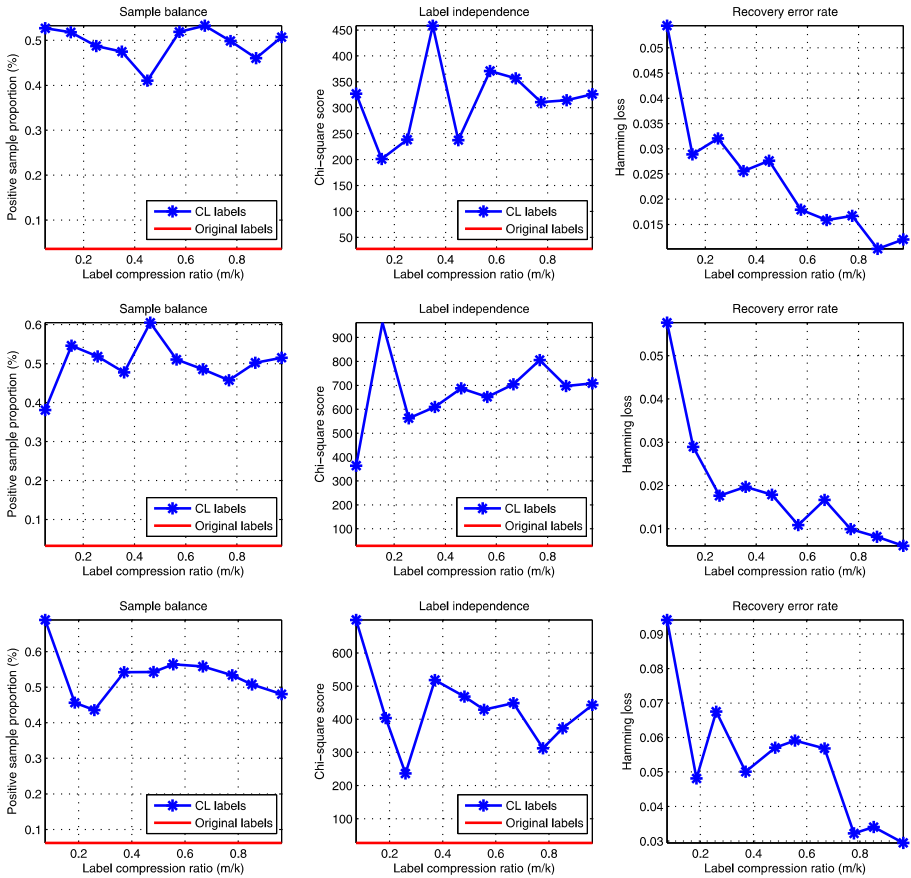 Sample balance
Positive sample proportion (%)
0.5
0.4
0.3
0.2
0.1
CL labels
Original labels
0.2 0.4 0.6 0.8
Label compression ratio (m/k)
Label independence
Chi−square score
450
400
350
300
250
200
150
100
50
CL labels
Original labels
0.2 0.4 0.6 0.8
Label compression ratio (m/k)
Recovery error rate
Hamming loss
0.05
0.045
0.04
0.035
0.03
0.025
0.02
0.015
0.2 0.4 0.6 0.8
Label compression ratio (m/k)
Sample balance
Positive sample proportion (%)
0.6
0.5
0.4
0.3
0.2
0.1
CL labels
Original labels
0.2 0.4 0.6 0.8
Label compression ratio (m/k)
Label independence
Chi−square score
900
800
700
600
500
400
300
200
100
CL labels
Original labels
0.2 0.4 0.6 0.8
Label compression ratio (m/k)
Recovery error rate
Hamming loss
0.05
0.04
0.03
0.02
0.01
0.2 0.4 0.6 0.8
Label compression ratio (m/k)
Sample balance
Positive sample proportion (%)
0.6
0.5
0.4
0.3
0.2
0.1
CL labels
Original labels
0.2 0.4 0.6 0.8
Label compression ratio (m/k)
Label independence
Chi−square score
600
500
400
300
200
100
CL labels
Original labels
0.2 0.4 0.6 0.8
Label compression ratio (m/k)
Recovery error rate
Hamming loss
0.09
0.08
0.07
0.06
0.05
0.04
0.03
0.2 0.4 0.6 0.8
Label compression ratio (m/k)